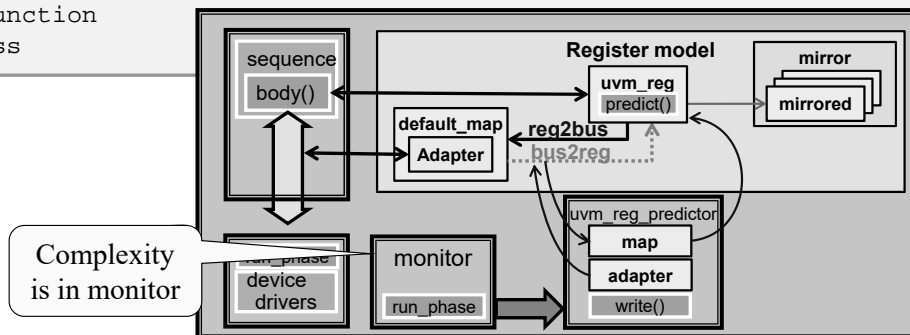 unction
ss
sequence
body()
Register model
uvm_reg
predict()
mirror
mirrored
default_map
Adapter
reg2bus
bus2reg
uvm_reg_predictor
map
adapter
write()
Complexity
is in monitor
run_phase
device
drivers
monitor
run_phase